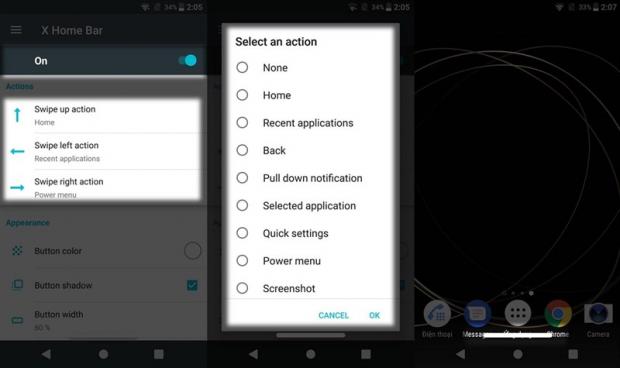 34% 2:05
X Home Bar
On
Actions
Swipe up action
Home
Swipe left action
Recent applications
Swipe right action
Power menu
Appearance
Button color
Button shadow
Button width
60 %
34% 2:05
Select an action
None
Home
Recent applications
Back
Pull down notification
Selected application
Quick settings
Power menu
Screenshot
CANCEL OK
33% 2:07
Điện thoại Chrome Camera